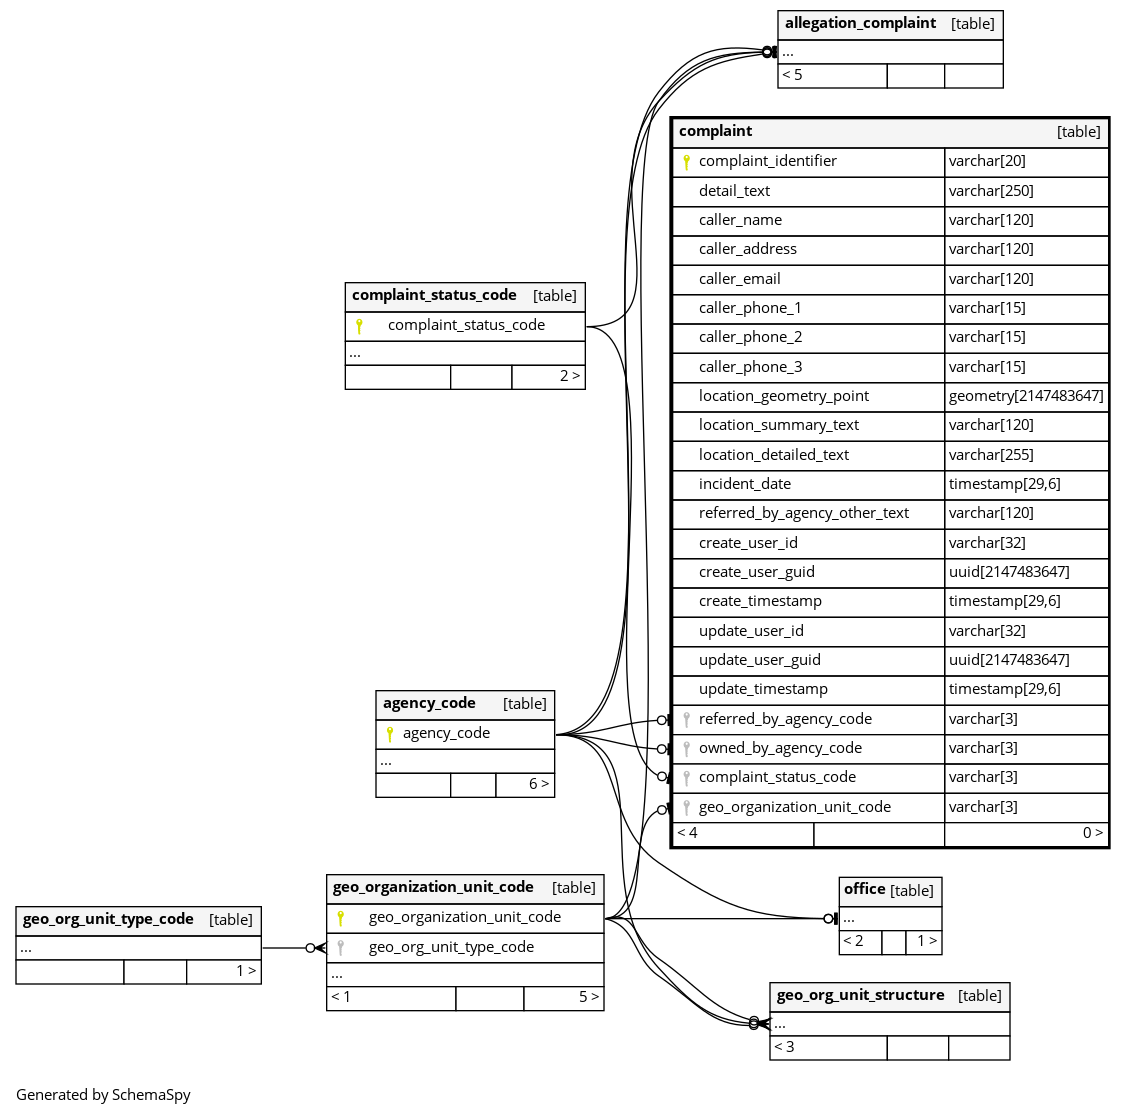 allegation_complaint [table]
...
< 5
complaint [table]
complaint_identifier varchar[20]
detail_text varchar[250]
caller_name varchar[120]
caller_address varchar[120]
caller_email varchar[120]
caller_phone_1 varchar[15]
caller_phone_2 varchar[15]
caller_phone_3 varchar[15]
location_geometry_point geometry[2147483647]
location_summary_text varchar[120]
location_detailed_text varchar[255]
incident_date timestamp[29,6]
referred_by_agency_other_text varchar[120]
create_user_id varchar[32]
create_user_guid uuid[2147483647]
create_timestamp timestamp[29,6]
update_user_id varchar[32]
update_user_guid uuid[2147483647]
update_timestamp timestamp[29,6]
referred_by_agency_code varchar[3]
owned_by_agency_code varchar[3]
complaint_status_code varchar[3]
geo_organization_unit_code varchar[3]
< 4 0 >
complaint_status_code [table]
complaint_status_code
...
2 >
agency_code [table]
agency_code
...
6 >
geo_organization_unit_code [table]
geo_organization_unit_code
geo_org_unit_type_code
...
< 1 5 >
geo_org_unit_type_code [table]
...
1 >
office [table]
...
< 2 1 >
geo_org_unit_structure [table]
...
< 3
Generated by SchemaSpy